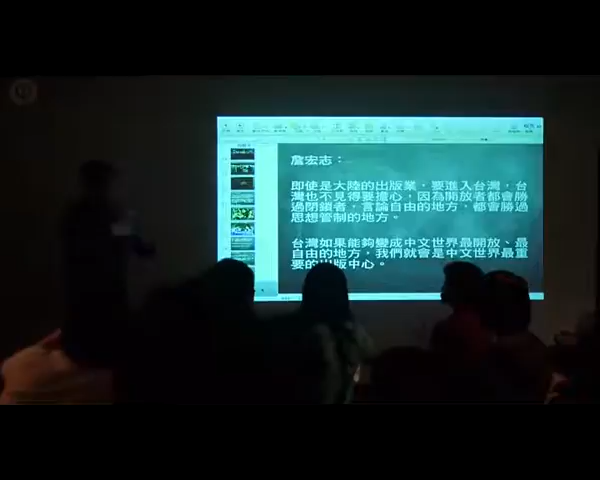 詹宏志：
即使是大陸的出版業，要進入台灣，台
灣也不見得要擔心，因為開放者都會勝
過閉鎖者，言論自由的地方，都會勝過
思想管制的地方。
台灣如果能夠變成中文世界最開放、最
自由的地方，我們就會是中文世界最重
要的出版中心。